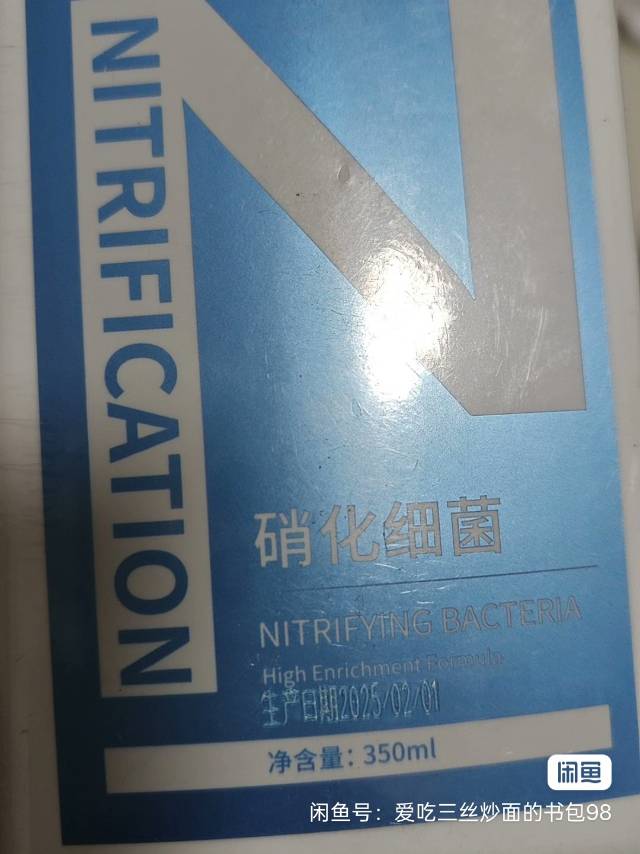 NITRIFICATION
硝化细菌
NITRIFYING BACTERIA
High Enrichment Formula
生产日期2025/02/01
净含量：350ml
闲鱼
闲鱼号：爱吃三丝炒面的书包98